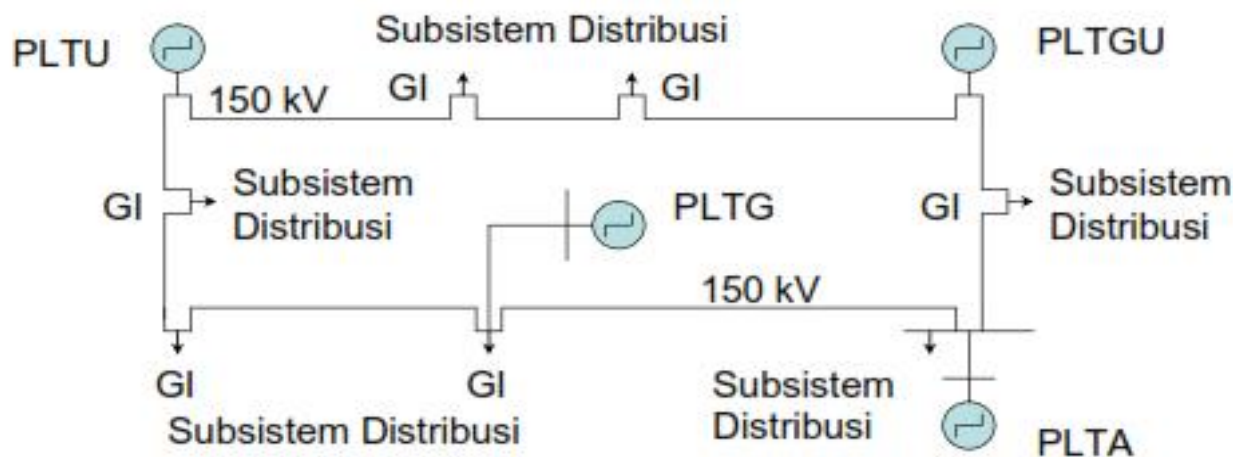 PLTU
Subsistem Distribusi
PLTGU
150 kV
GI
GI
GI
Subsistem
Distribusi
PLTG
GI
Subsistem
Distribusi
150 kV
GI
GI
Subsistem Distribusi
Subsistem
Distribusi
PLTA